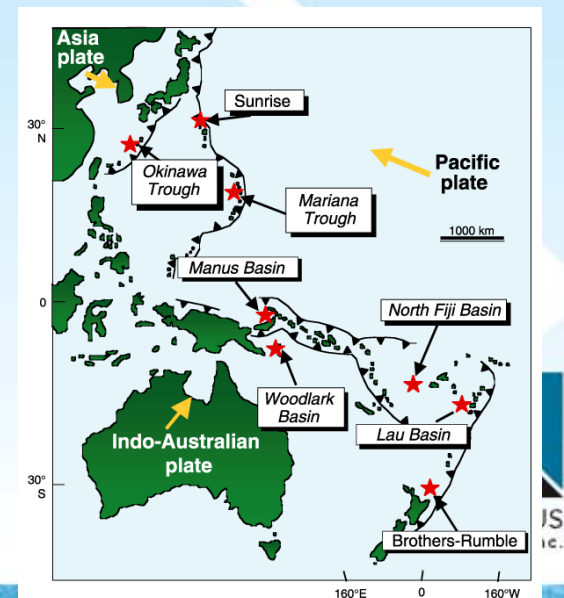 Asia
plate
Sunrise
30°
N
Okinawa
Trough
Pacific
plate
Mariana
Trough
1000 km
Manus Basin
0
North Fiji Basin
Woodlark
Basin
Indo-Australian
plate
Lau Basin
30°
S
Brothers-Rumble
160°E
0
160°W